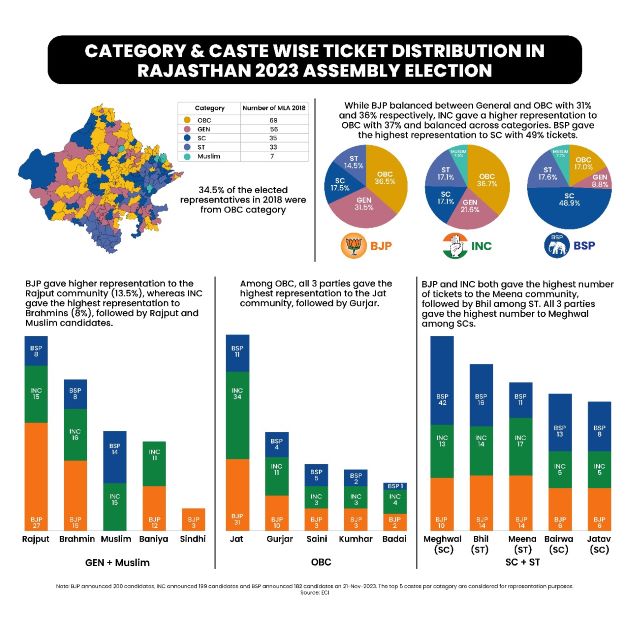 CATEGORY & CASTE WISE TICKET DISTRIBUTION IN
RAJASTHAN 2023 ASSEMBLY ELECTION
Category Number of MLA 2018
OBC 69
GEN 56
SC 35
ST 33
Muslim 7
34.5% of the elected
representatives in 2018 were
from OBC category
While BJP balanced between General and OBC with 31%
and 36% respectively, INC gave a higher representation to
OBC with 37% and balanced across categories. BSP gave
the highest representation to SC with 49% tickets.
ST
14.5%
OBC
36.5%
SC
17.5%
GEN
31.5%
BJP
MUSLIM
ST
17.1%
OBC
36.7%
SC
17.1%
GEN
21.6%
INC
MUSLIM
7.7%
ST
17.6%
OBC
17.0%
GEN
8.8%
SC
48.9%
BSP
BSP
BJP gave higher representation to the
Rajput community (13.5%), whereas INC
gave the highest representation to
Brahmins (8%), followed by Rajput and
Muslim candidates.
BSP
8
INC
15
BJP
27
Rajput
BSP
8
INC
16
BJP
15
Brahmin
BSP
14
INC
15
Muslim
INC
11
BJP
12
Baniya
BJP
3
Sindhi
GEN + Muslim
Among OBC, all 3 parties gave the
highest representation to the Jat
community, followed by Gurjar.
BSP
11
INC
34
BJP
31
Jat
BSP
4
INC
11
BJP
10
Gurjar
BSP
5
INC
3
BJP
3
Saini
BSP
2
INC
3
BJP
3
Kumhar
BSP 1
INC
4
BJP
2
Badai
OBC
BJP and INC both gave the highest number
of tickets to the Meena community,
followed by Bhil among ST. All 3 parties
gave the highest number to Meghwal
among SCs.
BSP
42
INC
13
BJP
10
Meghwal
(SC)
BSP
16
INC
14
BJP
14
Bhil
(ST)
BSP
11
INC
17
BJP
14
Meena
(ST)
BSP
13
INC
5
BJP
6
Bairwa
(SC)
BSP
8
INC
5
BJP
6
Jatav
(SC)
SC + ST
Note: BJP announced 200 candidates, INC announced 199 candidates and BSP announced 182 candidates on 21-Nov-2023. The top 5 castes per category are considered for representation purposes.
Source: ECI